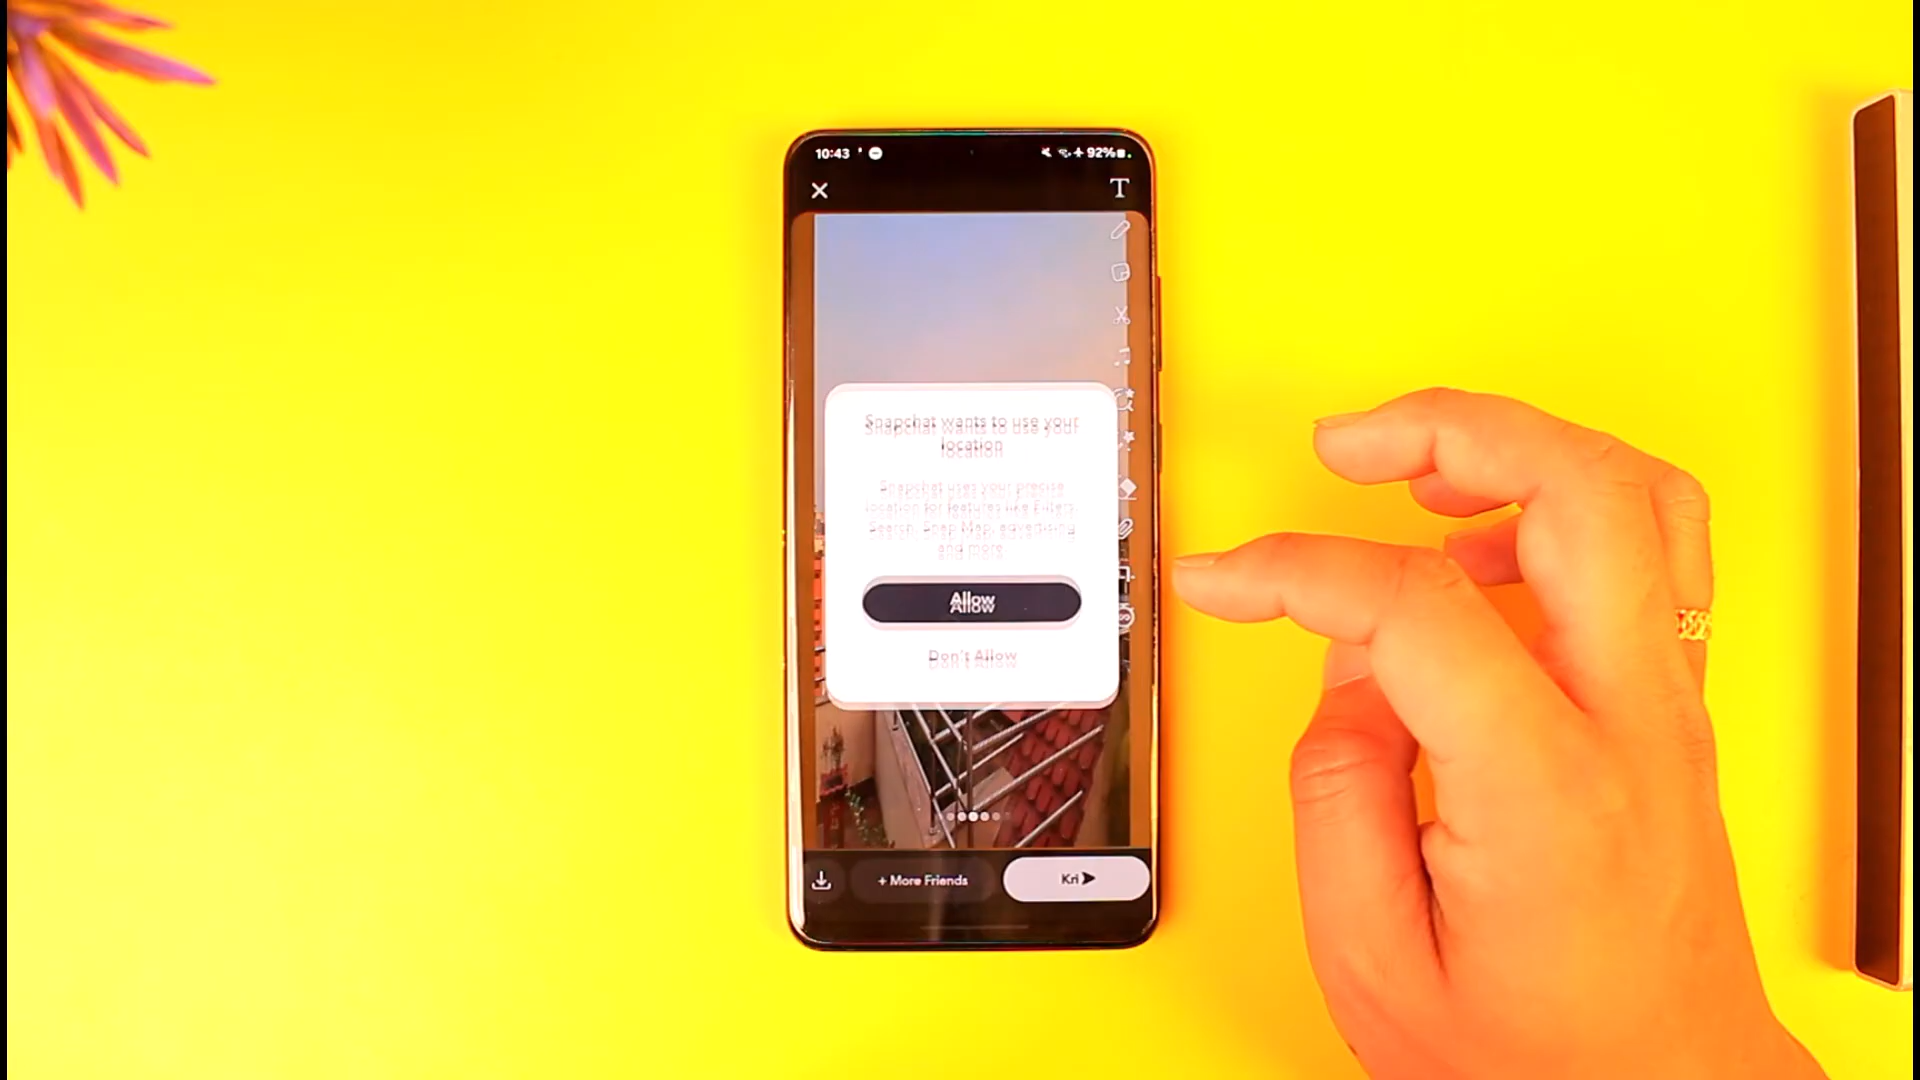 10:43
92%
T
Snapchat wants to use your
location
Snapchat uses your precise
location for features like Filters,
Search, Snap Map, advertising
and more.
Allow
Don't Allow
+ More Friends
Kri